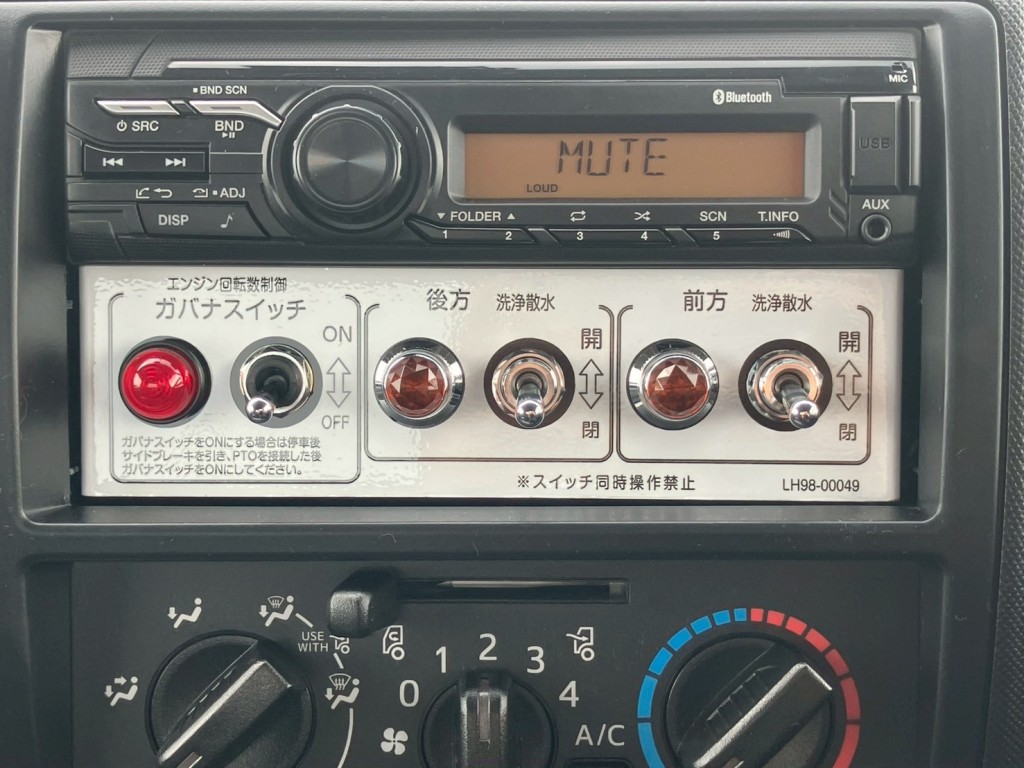 MIC
Bluetooth
BND SCN
SRC
BND
USB
MUTE
LOUD
ADJ
DISP
FOLDER
SCN
T.INFO
AUX
1 2 3 4 5
エンジン回転数制御
ガバナスイッチ
ON
OFF
ガバナスイッチをONにする場合は停車後
サイドブレーキを引き、PTOを接続した後
ガバナスイッチをONにしてください。
後方 洗浄散水
開
閉
前方 洗浄散水
開
閉
※スイッチ同時操作禁止
LH98-00049
USE
WITH
0 1 2 3 4
A/C